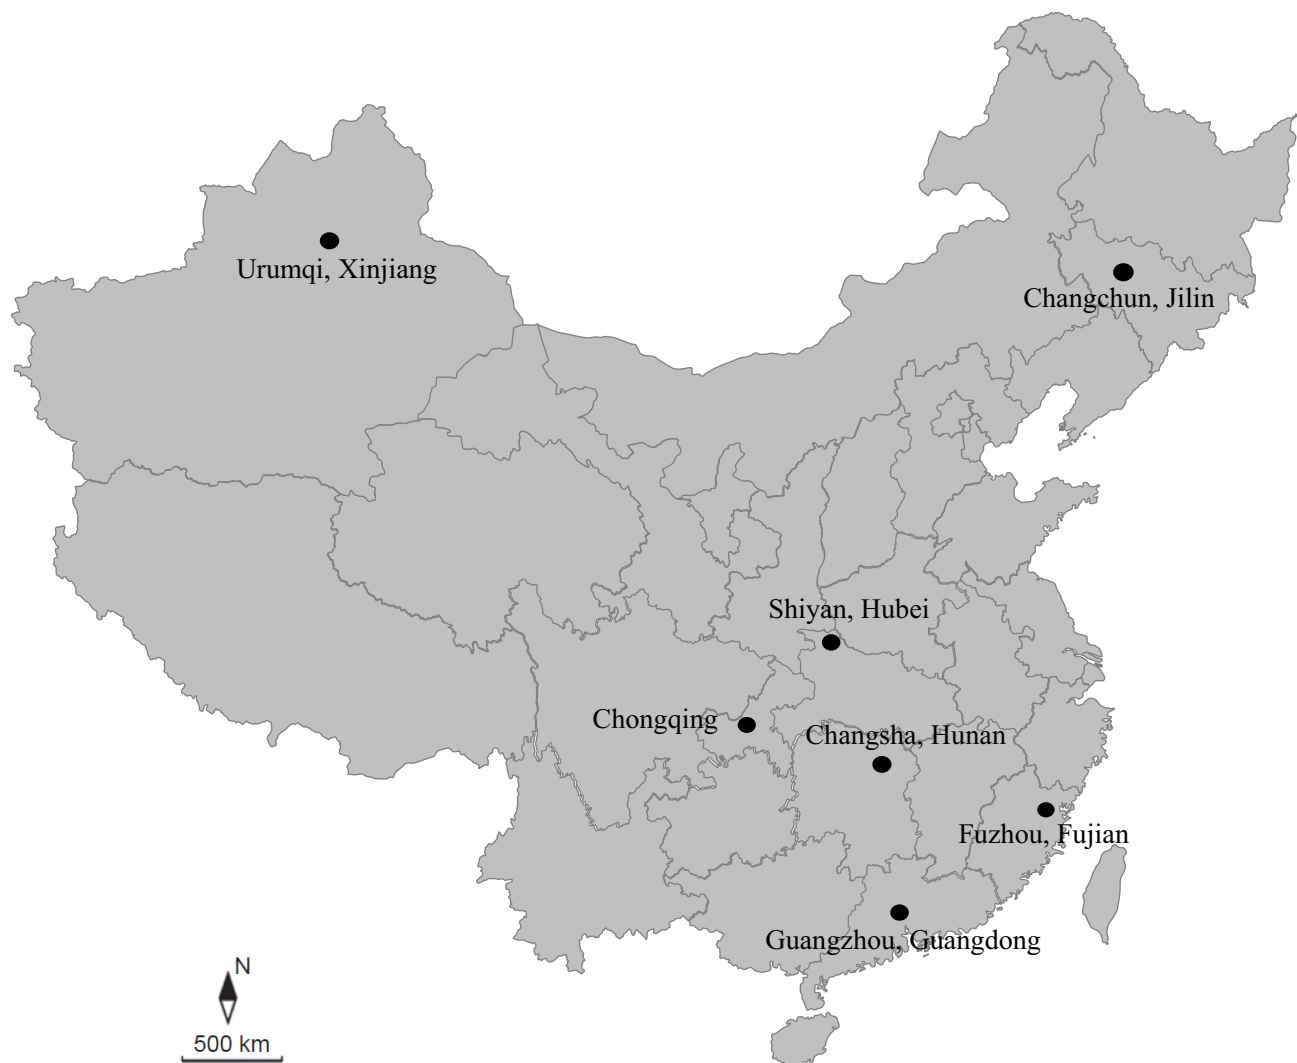 Urumqi, Xinjiang
Changchun, Jilin
Shiyan, Hubei
Chongqing
Changsha, Hunan
Fuzhou, Fujian
Guangzhou, Guangdong
N
500 km